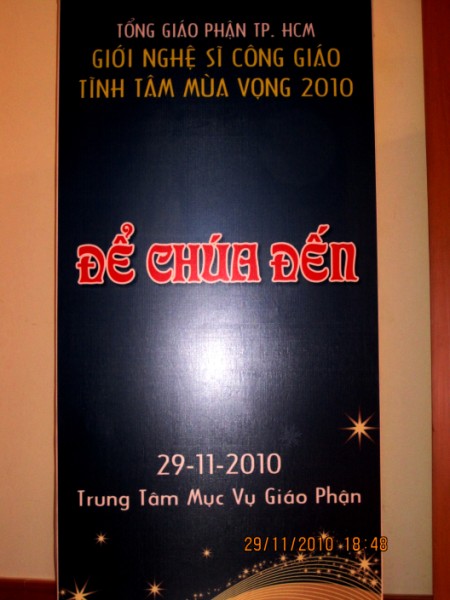 TỔNG GIÁO PHẬN TP. HCM
GIỚI NGHỆ SĨ CÔNG GIÁO
TĨNH TÂM MÙA VỌNG 2010
ĐỂ CHÚA ĐẾN
29-11-2010
Trung Tâm Mục Vụ Giáo Phận
29/11/2010 18:48